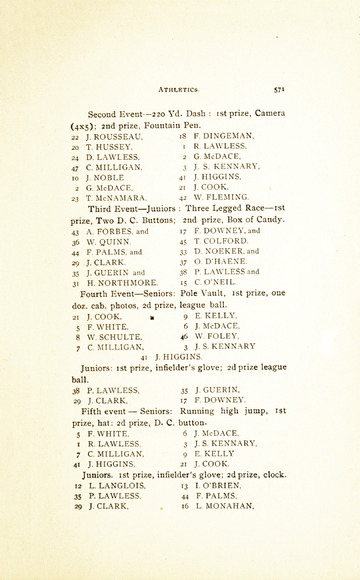 ATHLETICS. 571
Second Event—220 Yd. Dash : 1st prize, Camera
(4x5); 2nd prize, Fountain Pen.
22 J. ROUSSEAU, 18 F. DINGEMAN,
20 T. HUSSEY, 1 R. LAWLESS,
24 D. LAWLESS, 2 G. McDACE,
47 C. MILLIGAN, 3 J. S. KENNARY,
10 J. NOBLE 41 J. HIGGINS,
2 G. McDACE, 21 J. COOK,
23 T. McNAMARA, 42 W. FLEMING.
Third Event—Juniors : Three Legged Race—1st
prize, Two D. C. Buttons; 2nd prize, Box of Candy.
43 A. FORBES, and 17 F. DOWNEY, and
36 W. QUINN. 45 T. COLFORD.
44 F. PALMS, and 33 D. NOEKER, and
29 J. CLARK. 37 O. D'HAENE.
35 J. GUERIN and 38 P. LAWLESS and
31 H. NORTHMORE. 15 C. O'NEIL.
Fourth Event—Seniors: Pole Vault, 1st prize, one
doz. cab. photos, 2d prize, league ball.
21 J. COOK, 9 E. KELLY,
5 F. WHITE, 6 J. McDACE,
8 W. SCHULTE, 46 W. FOLEY,
7 C. MILLIGAN, 3 J. S. KENNARY
41 J. HIGGINS.
Juniors: 1st prize, infielder's glove; 2d prize league
ball.
38 P. LAWLESS, 35 J. GUERIN,
29 J. CLARK, 17 F. DOWNEY.
Fifth event — Seniors: Running high jump, 1st
prize, hat: 2d prize, D. C. button.
5 F. WHITE, 6 J. McDACE.
1 R. LAWLESS. 3 J. S. KENNARY,
7 C. MILLIGAN, 9 E. KELLY
41 J. HIGGINS, 21 J. COOK.
Juniors. 1st prize, infielder's glove; 2d prize, clock.
12 L. LANGLOIS, 13 I. O'BRIEN,
35 P. LAWLESS, 44 F. PALMS,
29 J. CLARK, 16 L. MONAHAN,